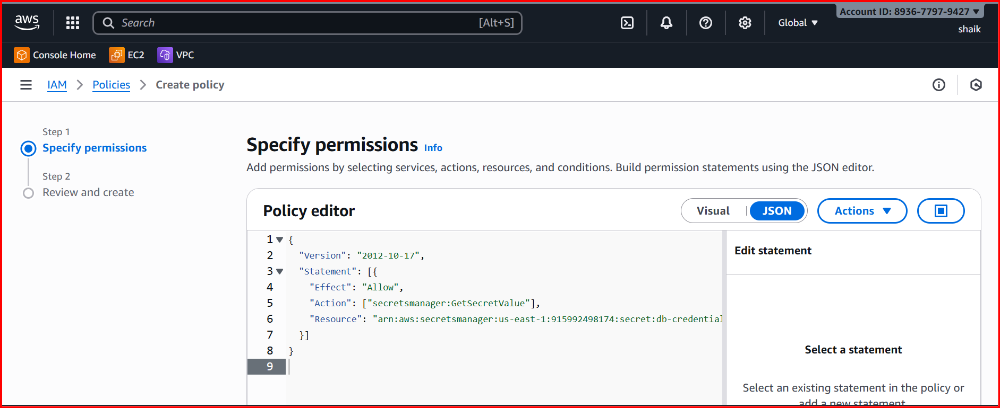 aws
Search [Alt+S]
Global
Account ID: 8936-7797-9427
shaik
Console Home EC2 VPC
IAM Policies Create policy
Step 1
Specify permissions
Step 2
Review and create
Specify permissions Info
Add permissions by selecting services, actions, resources, and conditions. Build permission statements using the JSON editor.
Policy editor
Visual JSON Actions
1 {
2 "Version": "2012-10-17",
3 "Statement": [{
4 "Effect": "Allow",
5 "Action": ["secretsmanager:GetSecretValue"],
6 "Resource": "arn:aws:secretsmanager:us-east-1:915992498174:secret:db-credential
7 }]
8 }
9
Edit statement
Select a statement
Select an existing statement in the policy or
add a new statement